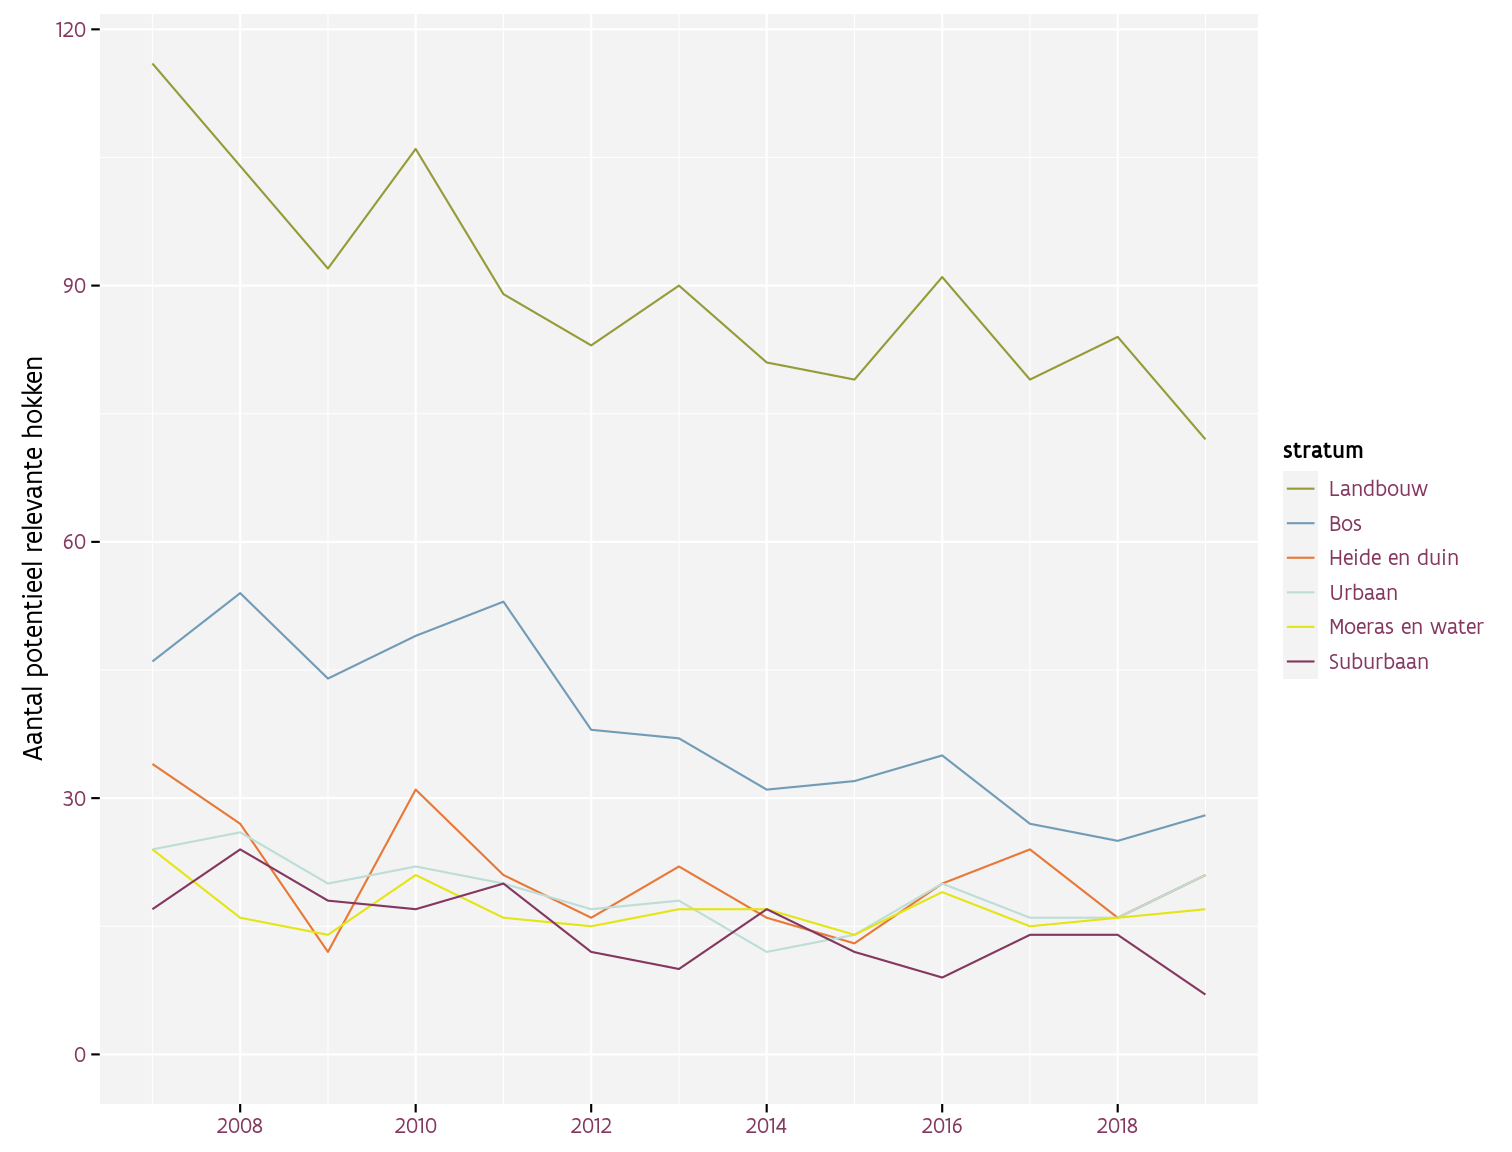 120
90
60
30
0
Aantal potentieel relevante hokken
2008 2010 2012 2014 2016 2018
stratum
Landbouw
Bos
Heide en duin
Urbaan
Moeras en water
Suburbaan